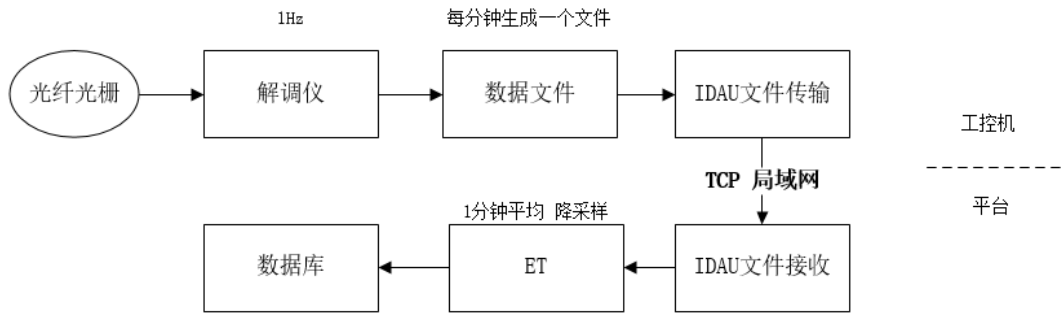 1Hz
每分钟生成一个文件
光纤光栅
解调仪
数据文件
IDAU文件传输
工控机
TCP 局域网
平台
1分钟平均 降采样
数据库
ET
IDAU文件接收